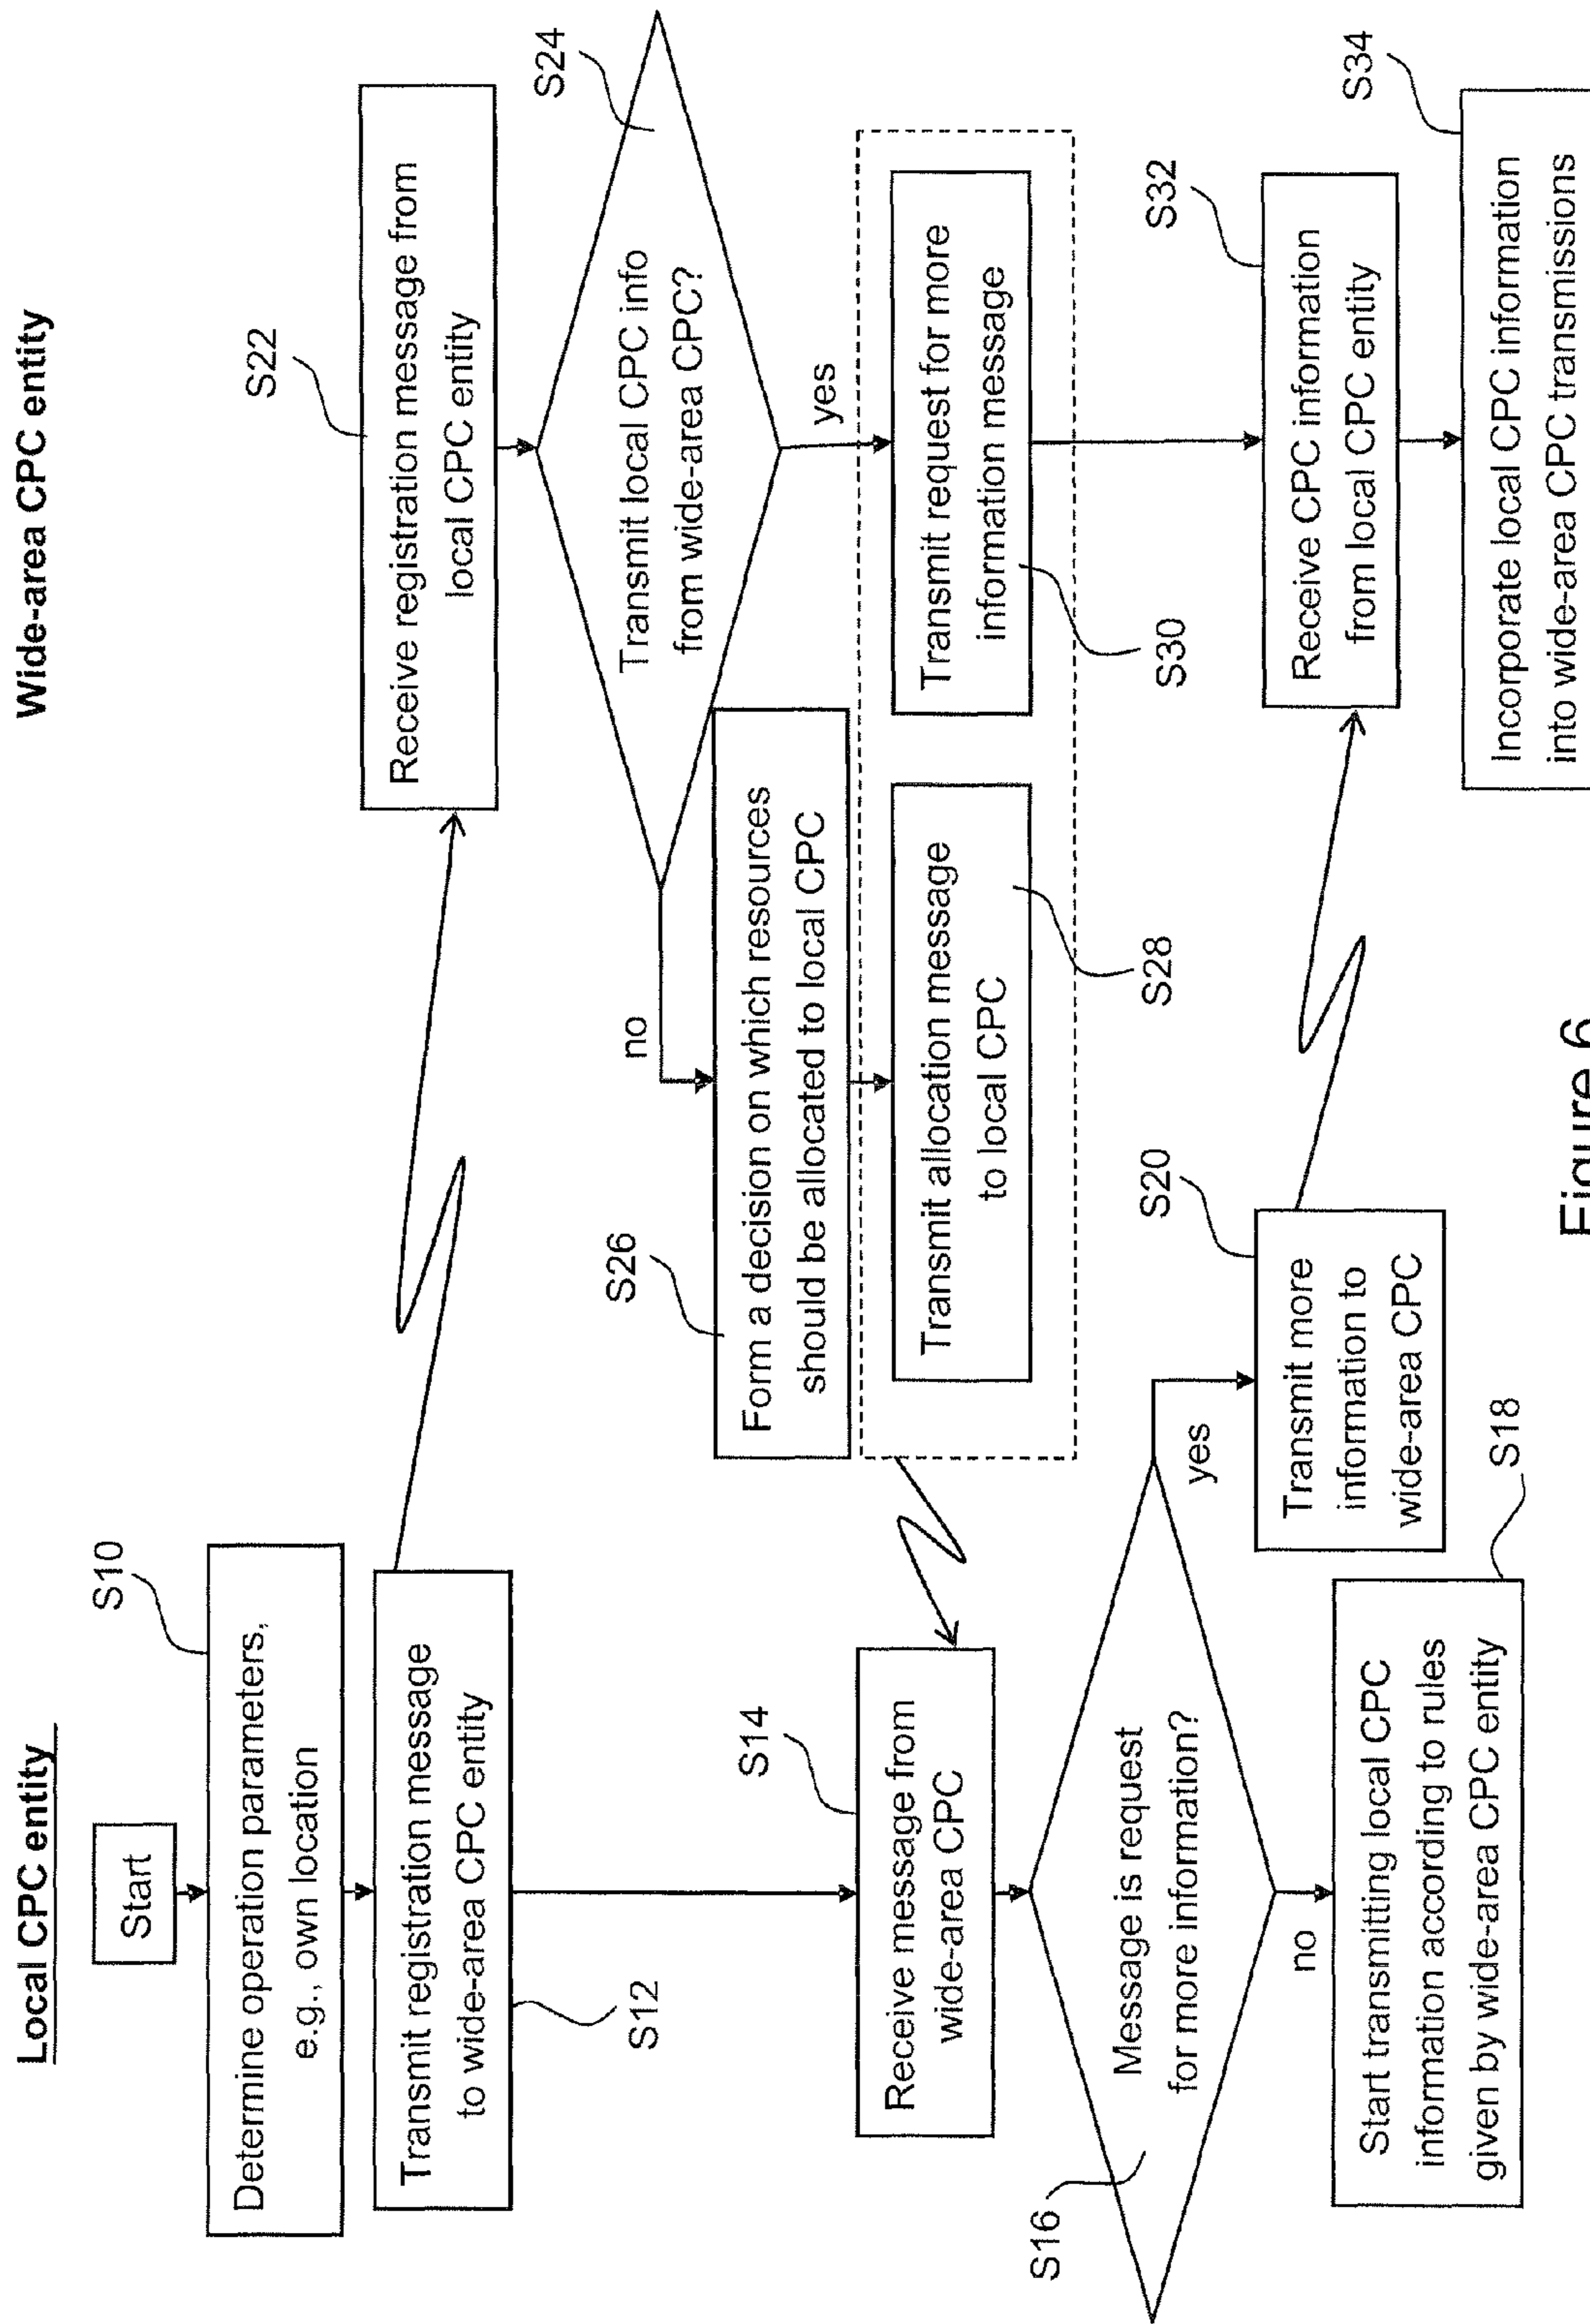 Local CPC entity
Start
S10
Determine operation parameters,
e.g., own location
Transmit registration message
to wide-area CPC entity
S12
S14
Receive message from
wide-area CPC
S16
Message is request
for more information?
yes
no
S20
Transmit more
information to
wide-area CPC
Start transmitting local CPC
information according to rules
given by wide-area CPC entity
S18
Wide-area CPC entity
S22
Receive registration message from
local CPC entity
S24
Transmit local CPC info
from wide-area CPC?
no
yes
S26
Form a decision on which resources
should be allocated to local CPC
Transmit allocation message
to local CPC
S28
Transmit request for more
information message
S30
S32
Receive CPC information
from local CPC entity
S34
Incorporate local CPC information
into wide-area CPC transmissions
Figure 6